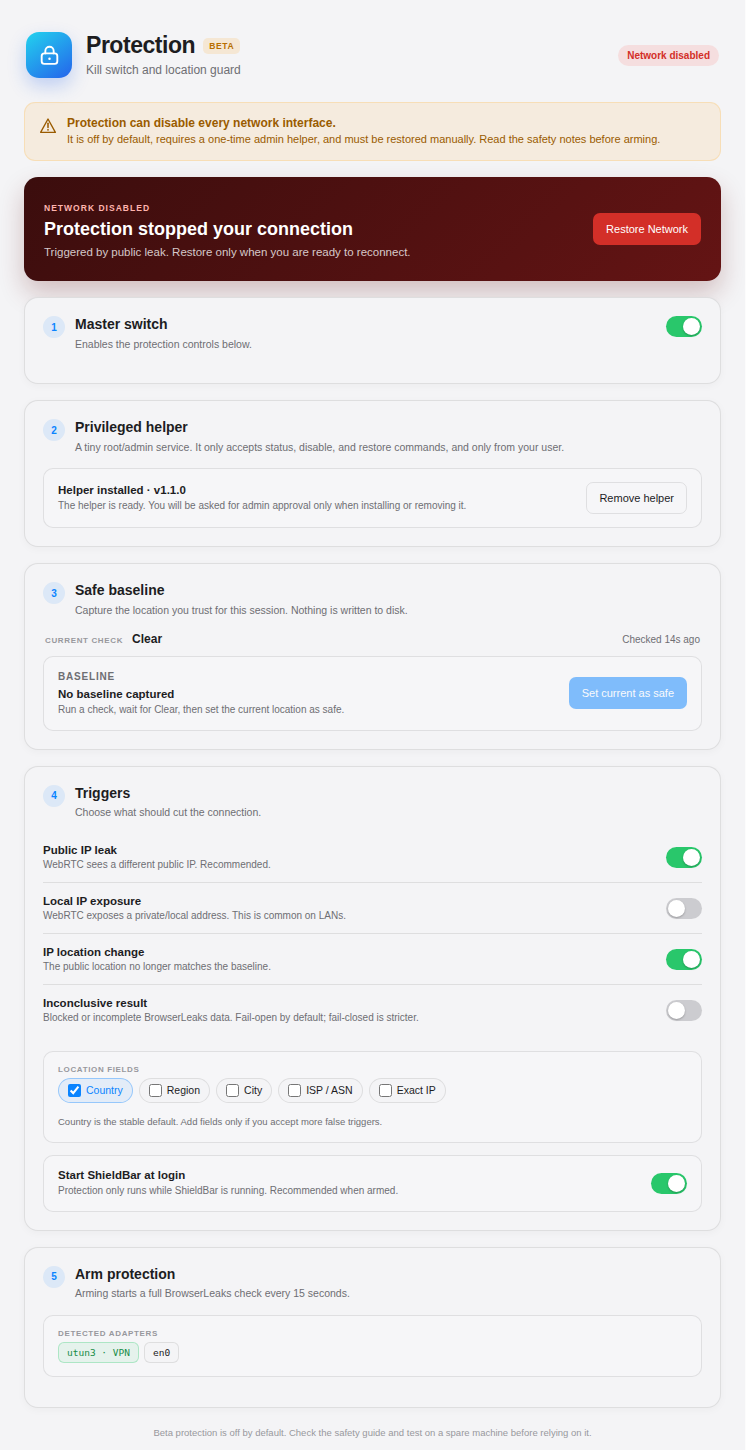 Protection BETA
Kill switch and location guard
Network disabled
Protection can disable every network interface.
It is off by default, requires a one-time admin helper, and must be restored manually. Read the safety notes before arming.
NETWORK DISABLED
Protection stopped your connection
Triggered by public leak. Restore only when you are ready to reconnect.
Restore Network
1 Master switch
Enables the protection controls below.
2 Privileged helper
A tiny root/admin service. It only accepts status, disable, and restore commands, and only from your user.
Helper installed · v1.1.0
The helper is ready. You will be asked for admin approval only when installing or removing it.
Remove helper
3 Safe baseline
Capture the location you trust for this session. Nothing is written to disk.
CURRENT CHECK Clear
Checked 14s ago
BASELINE
No baseline captured
Run a check, wait for Clear, then set the current location as safe.
Set current as safe
4 Triggers
Choose what should cut the connection.
Public IP leak
WebRTC sees a different public IP. Recommended.
Local IP exposure
WebRTC exposes a private/local address. This is common on LANs.
IP location change
The public location no longer matches the baseline.
Inconclusive result
Blocked or incomplete BrowserLeaks data. Fail-open by default; fail-closed is stricter.
LOCATION FIELDS
Country Region City ISP / ASN Exact IP
Country is the stable default. Add fields only if you accept more false triggers.
Start ShieldBar at login
Protection only runs while ShieldBar is running. Recommended when armed.
5 Arm protection
Arming starts a full BrowserLeaks check every 15 seconds.
DETECTED ADAPTERS
utun3 · VPN en0
Beta protection is off by default. Check the safety guide and test on a spare machine before relying on it.